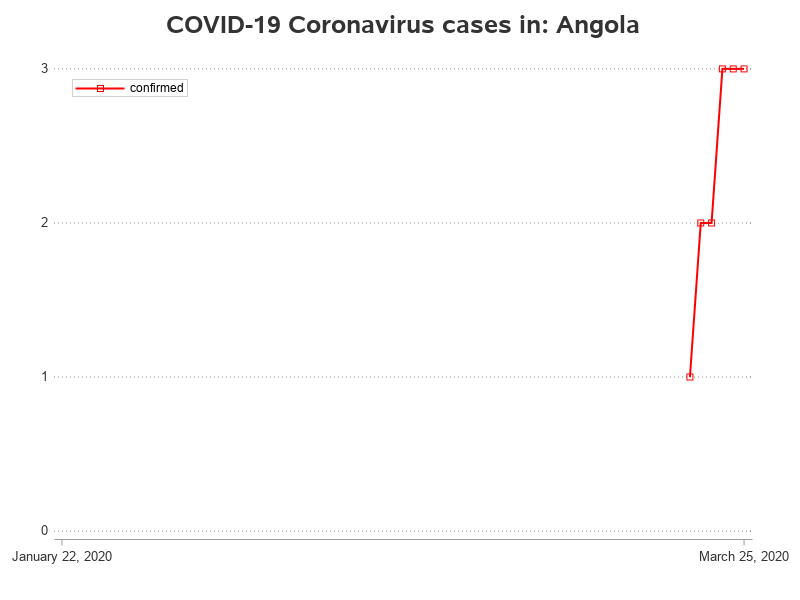 COVID-19 Coronavirus cases in: Angola
3
confirmed
2
1
0
January 22, 2020
March 25, 2020